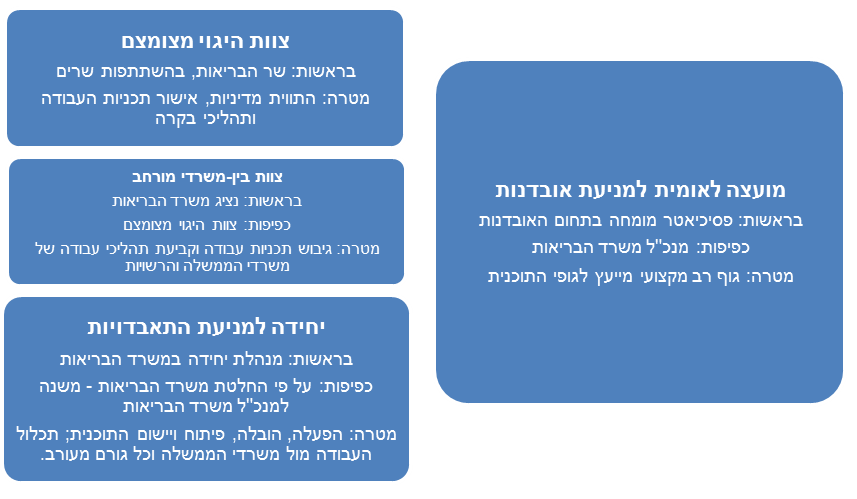 מועצה לאומית למניעת אובדנות
בראשות: פסיכיאטר מומחה בתחום האובדנות
כפיפות: מנכ"ל משרד הבריאות
מטרה: גוף רב מקצועי מייעץ לגופי התוכנית
צוות היגוי מצומצם
בראשות: שר הבריאות, בהשתתפות שרים
מטרה: התווית מדיניות, אישור תכניות העבודה
ותהליכי בקרה
צוות בין-משרדי מורחב
בראשות: נציג משרד הבריאות
כפיפות: צוות היגוי מצומצם
מטרה: גיבוש תכניות עבודה וקביעת תהליכי עבודה של
משרדי הממשלה והרשויות
יחידה למניעת התאבדויות
בראשות: מנהלת יחידה במשרד הבריאות
כפיפות: על פי החלטת משרד הבריאות - משנה
למנכ"ל משרד הבריאות
מטרה: הפעלה, הובלה, פיתוח ויישום התוכנית; תכלול
העבודה מול משרדי הממשלה וכל גורם מעורב.